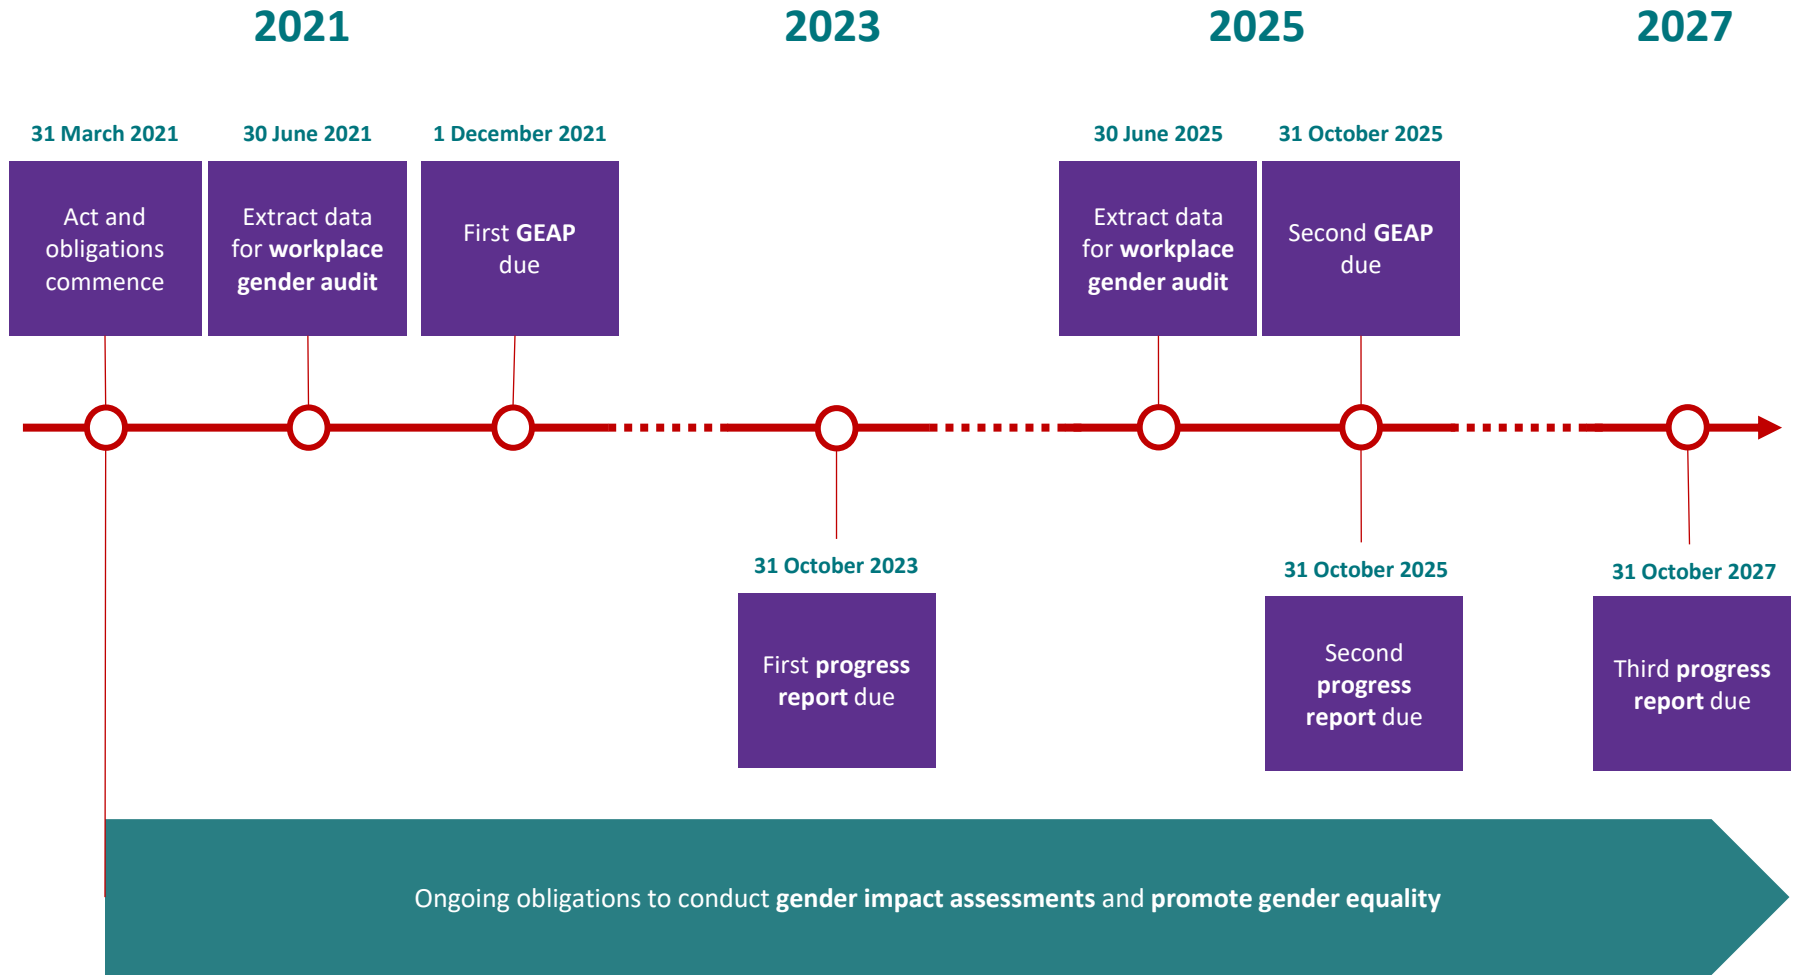 2021
2023
2025
2027
31 March 2021
30 June 2021
1 December 2021
30 June 2025
31 October 2025
Act and
obligations
commence
Extract data
for workplace
gender audit
First GEAP
due
Extract data
for workplace
gender audit
Second GEAP
due
31 October 2023
31 October 2025
31 October 2027
First progress
report due
Second
progress
report due
Third progress
report due
Ongoing obligations to conduct gender impact assessments and promote gender equality